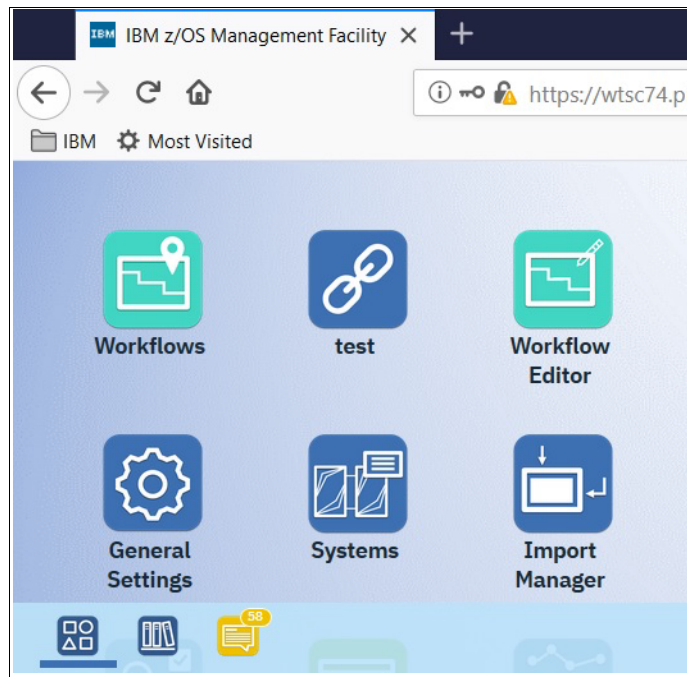 IBM IBM z/OS Management Facility
https://wtsc74.p
IBM Most Visited
Workflows
test
Workflow
Editor
General
Settings
Systems
Import
Manager
58